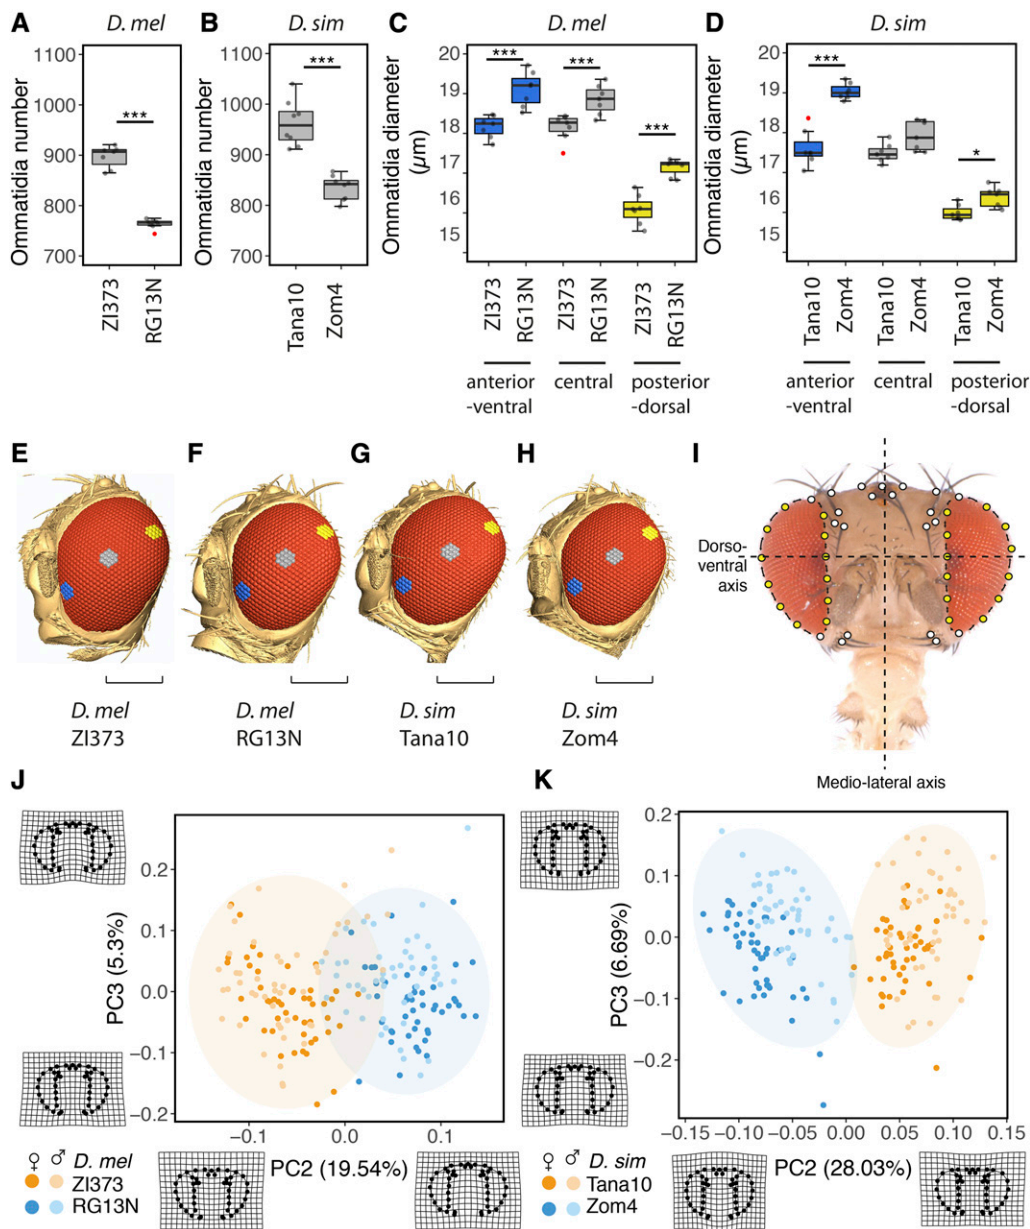 A
D. mel
Ommatidia number
1100
1000
900
800
700
***
ZI373
RG13N
B
D. sim
Ommatidia number
1100
1000
900
800
700
***
Tana10
Zom4
C
D. mel
Ommatidia diameter
(µm)
20
19
18
17
16
15
***
***
***
ZI373
RG13N
ZI373
RG13N
ZI373
RG13N
anterior
-ventral
central
posterior
-dorsal
D
D. sim
Ommatidia diameter
(µm)
20
19
18
17
16
15
***
*
Tana10
Zom4
Tana10
Zom4
Tana10
Zom4
anterior
-ventral
central
posterior
-dorsal
E
D. mel
ZI373
F
D. mel
RG13N
G
D. sim
Tana10
H
D. sim
Zom4
I
Dorso-
ventral
axis
Medio-lateral axis
J
PC3 (5.3%)
0.2
0.1
0.0
−0.1
−0.2
−0.1
0.0
0.1
PC2 (19.54%)
♀ ♂ D. mel
ZI373
RG13N
K
PC3 (6.69%)
0.2
0.1
0.0
−0.1
−0.2
−0.15 −0.10 −0.05 0.00 0.05 0.10 0.15
PC2 (28.03%)
♀ ♂ D. sim
Tana10
Zom4